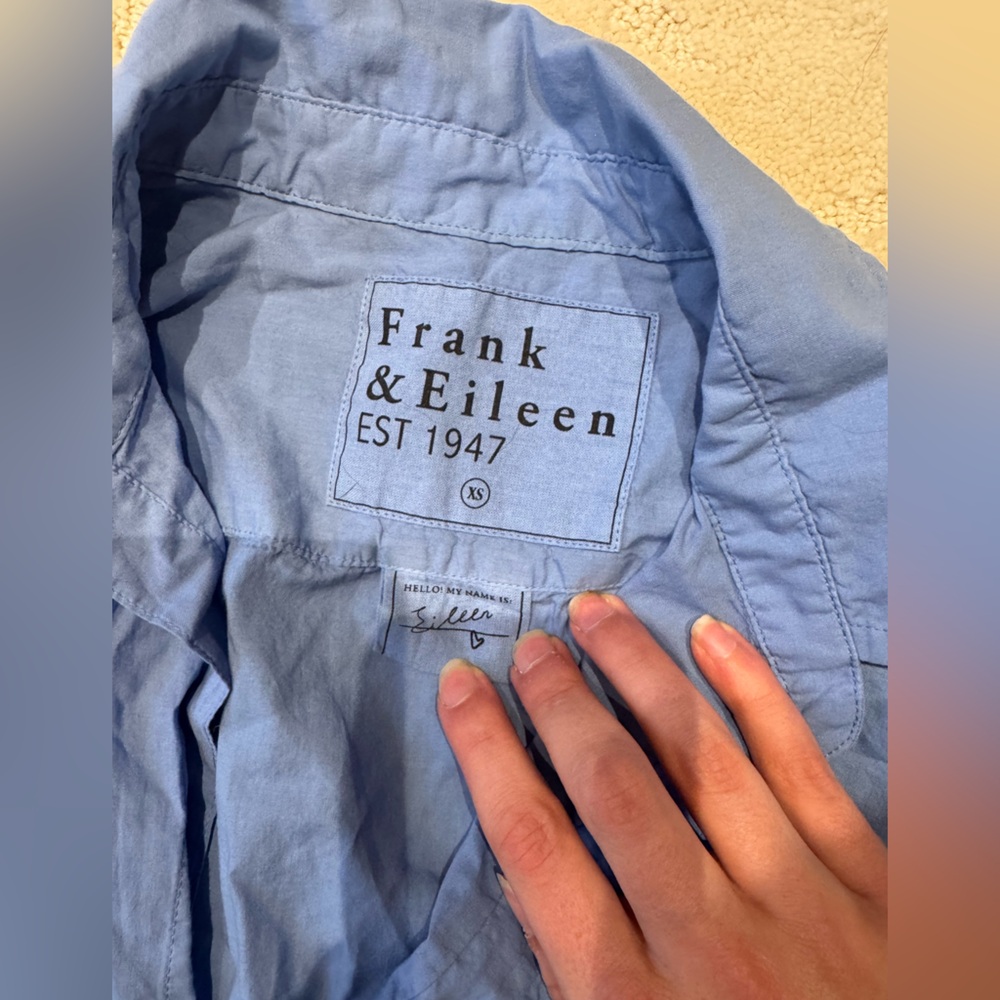 Frank
&Eileen
EST 1947
XS
HELLO! MY NAME IS:
Eileen